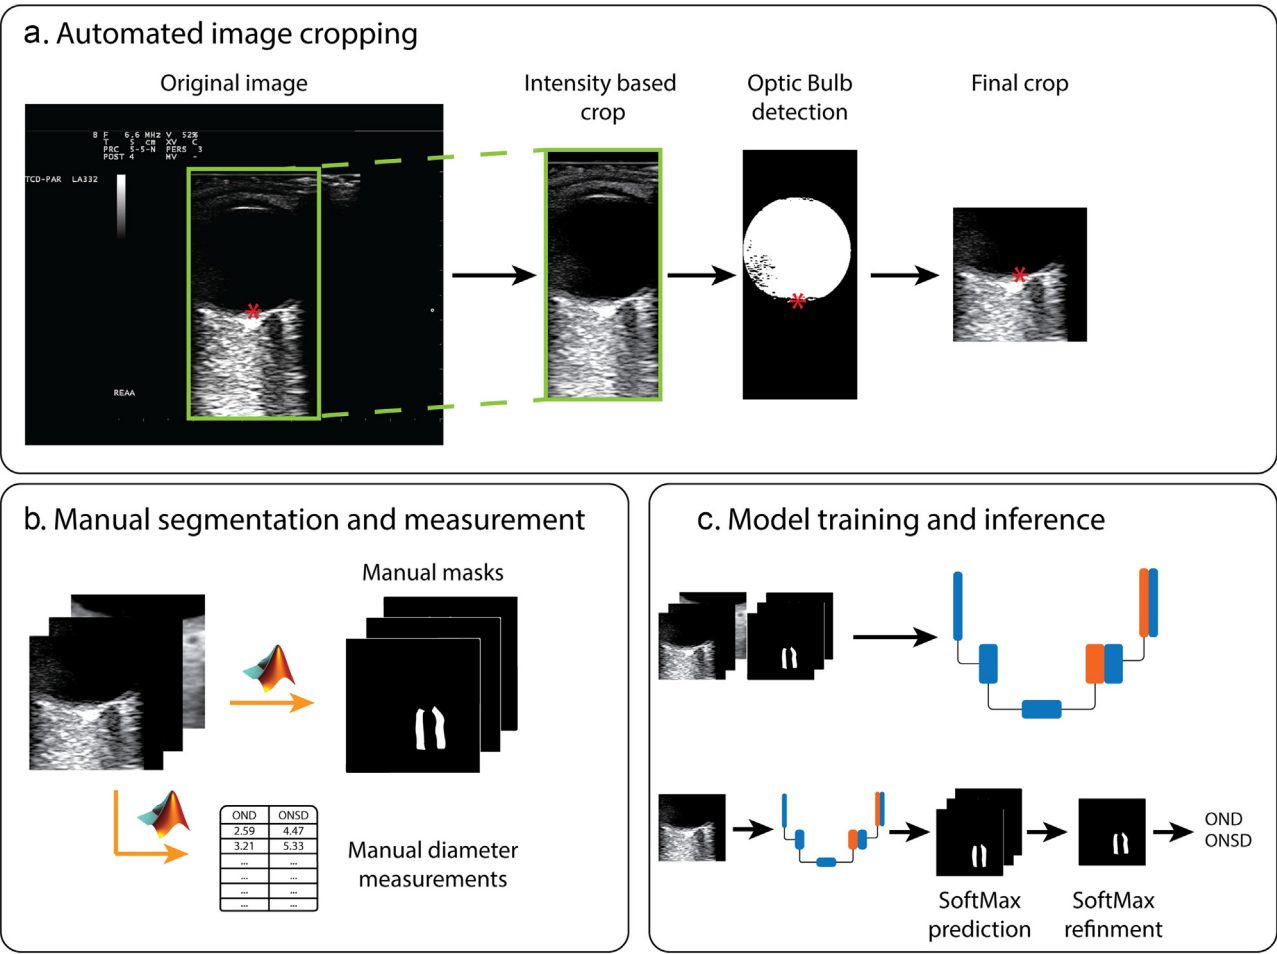 a. Automated image cropping
Original image
Intensity based
crop
Optic Bulb
detection
Final crop
B F 6.6 MHz V 52%
T 5 cm XV C
PRC 5-5-N PERS 3
POST 4 MV -
TCD-PAR LA332
REAA
*
*
*
b. Manual segmentation and measurement
Manual masks
OND ONSD
2.59 4.47
3.21 5.33
... ...
... ...
... ...
... ...
Manual diameter
measurements
c. Model training and inference
OND
ONSD
SoftMax
prediction
SoftMax
refinment